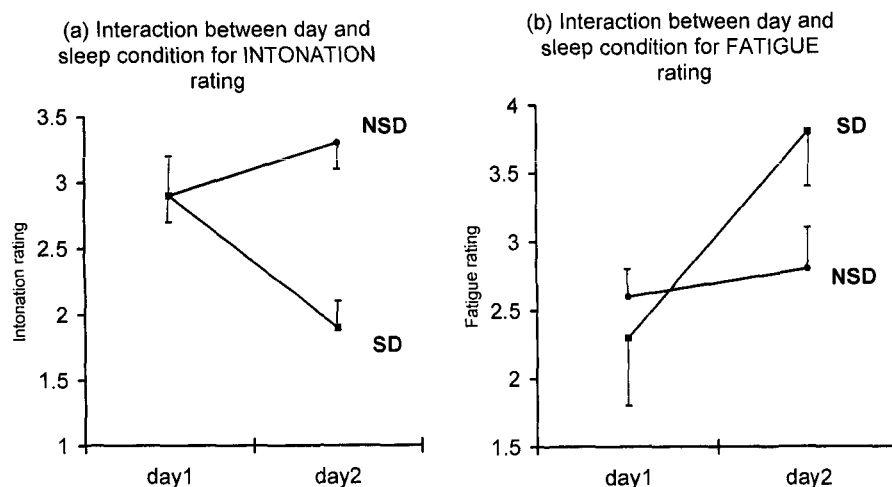 (a) Interaction between day and
sleep condition for INTONATION
rating
3.5
3
2.5
2
1.5
1
Intonation rating
NSD
SD
day1
day2
(b) Interaction between day and
sleep condition for FATIGUE
rating
4
3.5
3
2.5
2
1.5
Fatigue rating
SD
NSD
day1
day2